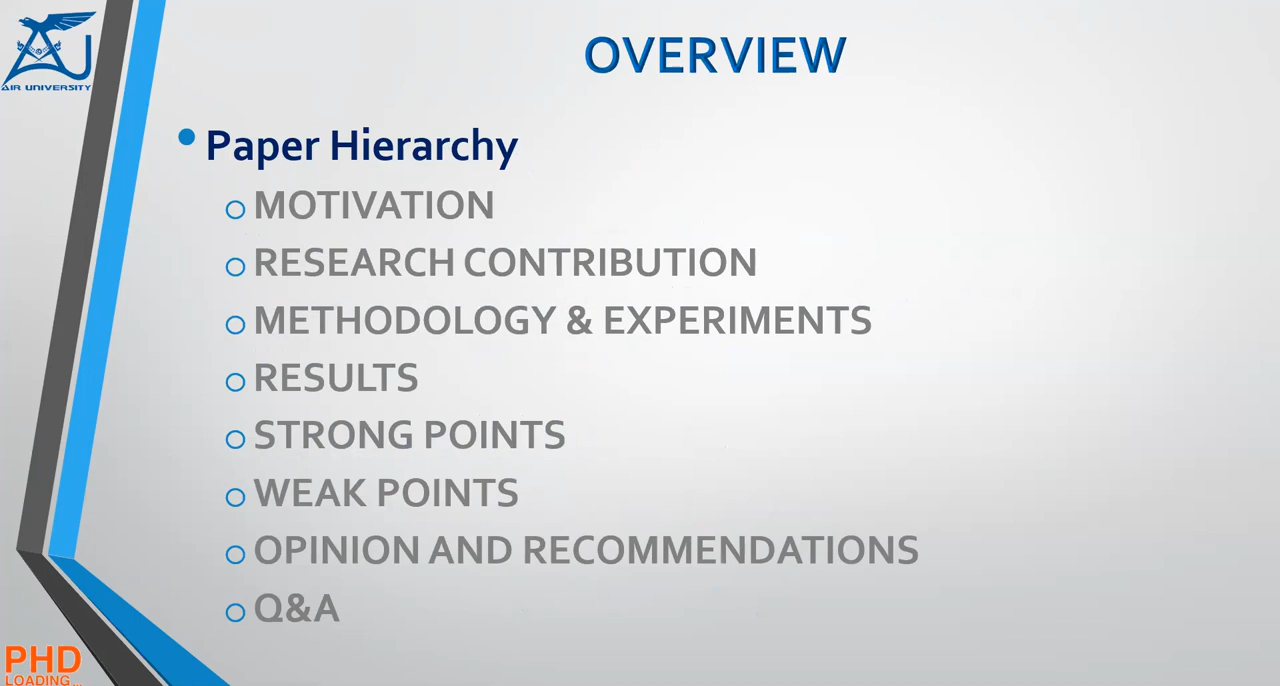 AIR UNIVERSITY
OVERVIEW
• Paper Hierarchy
o MOTIVATION
o RESEARCH CONTRIBUTION
o METHODOLOGY & EXPERIMENTS
o RESULTS
o STRONG POINTS
o WEAK POINTS
o OPINION AND RECOMMENDATIONS
o Q&A
PHD
LOADING...